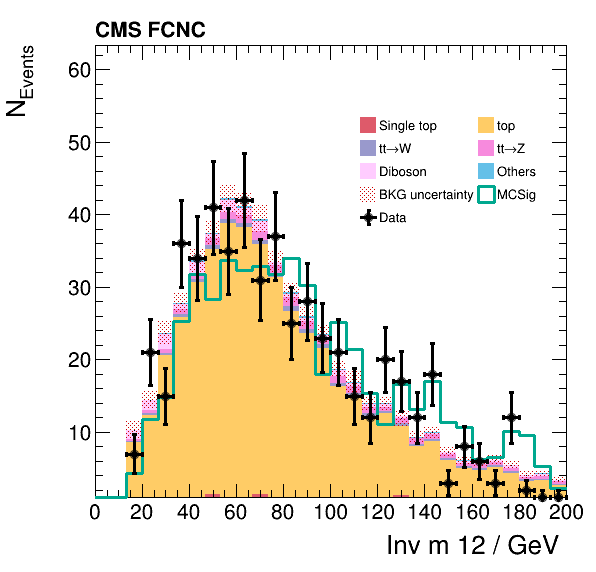 CMS FCNC
N_Events
60
50
40
30
20
10
Single top
top
tt→W
tt→Z
Diboson
Others
BKG uncertainty
MCSig
Data
0 20 40 60 80 100 120 140 160 180 200
Inv m 12 / GeV